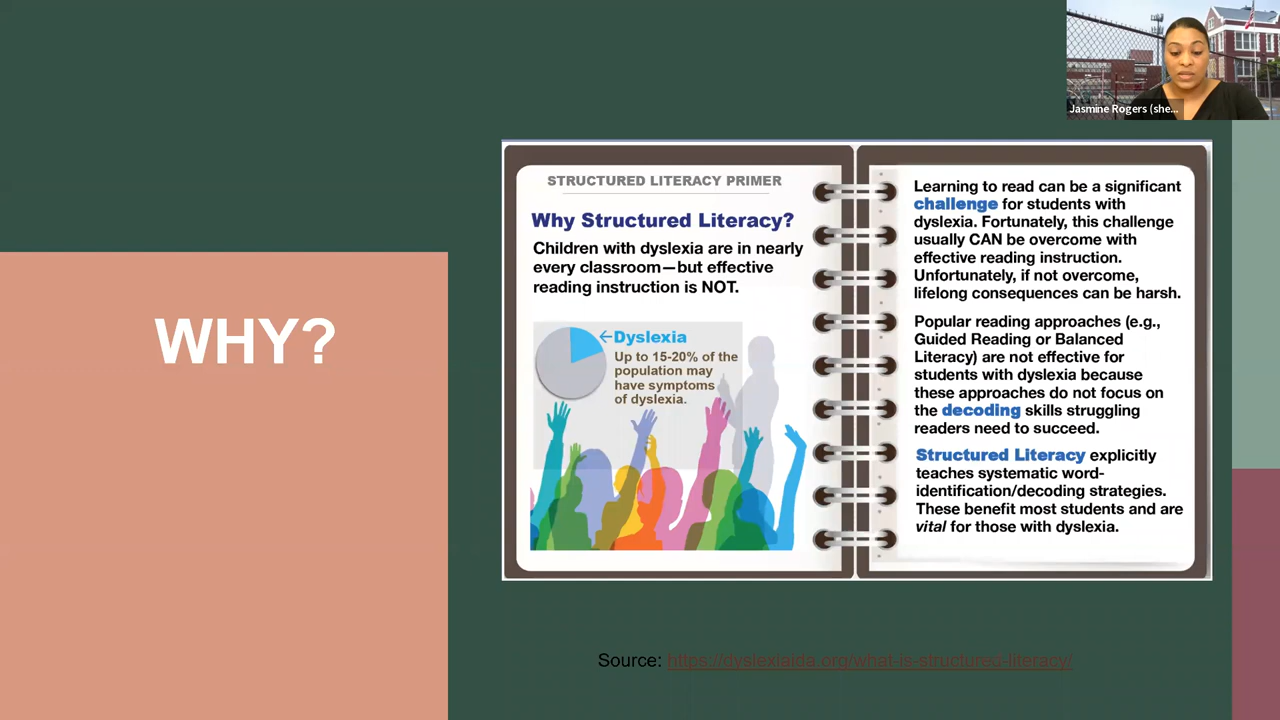 Jasmine Rogers (she...
WHY?
STRUCTURED LITERACY PRIMER
Why Structured Literacy?
Children with dyslexia are in nearly
every classroom—but effective
reading instruction is NOT.
←Dyslexia
Up to 15-20% of the
population may
have symptoms
of dyslexia.
Learning to read can be a significant
challenge for students with
dyslexia. Fortunately, this challenge
usually CAN be overcome with
effective reading instruction.
Unfortunately, if not overcome,
lifelong consequences can be harsh.
Popular reading approaches (e.g.,
Guided Reading or Balanced
Literacy) are not effective for
students with dyslexia because
these approaches do not focus on
the decoding skills struggling
readers need to succeed.
Structured Literacy explicitly
teaches systematic word-
identification/decoding strategies.
These benefit most students and are
vital for those with dyslexia.
Source: https://dyslexiaida.org/what-is-structured-literacy/